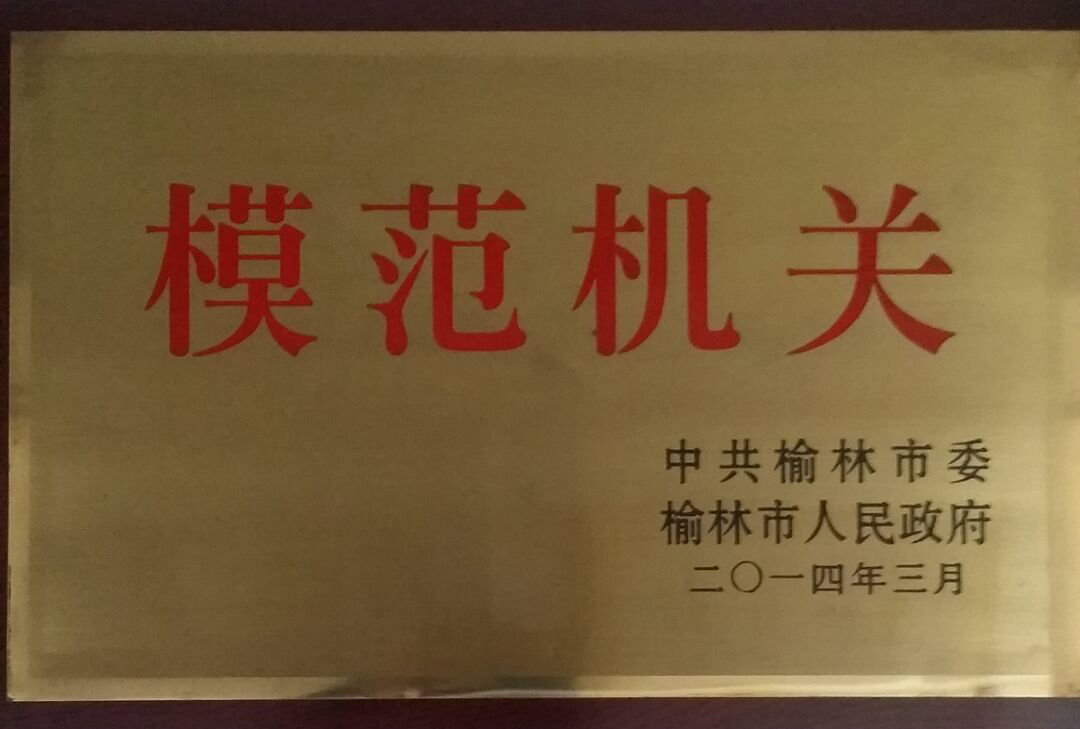 模范机关
中共榆林市委
榆林市人民政府
二〇一四年三月